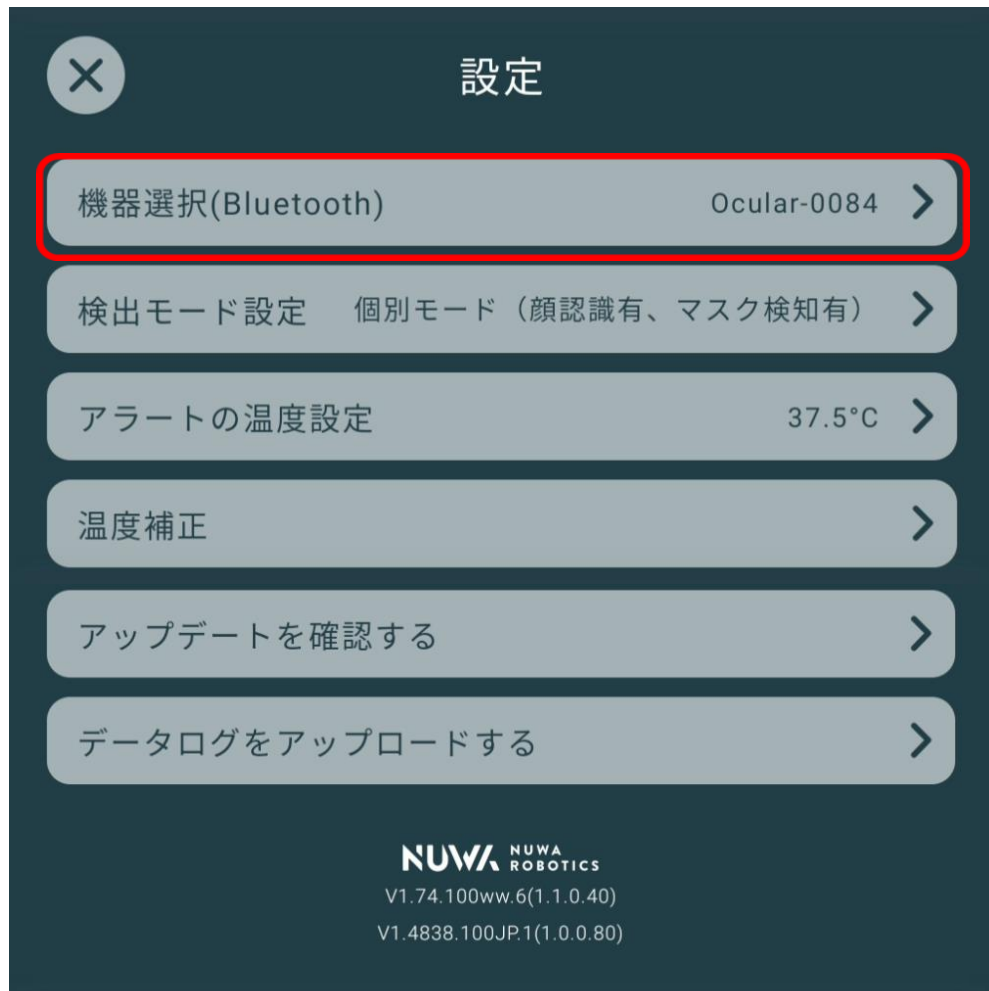 設定
機器選択(Bluetooth) Ocular-0084
検出モード設定 個別モード（顔認識有、マスク検知有）
アラートの温度設定 37.5°C
温度補正
アップデートを確認する
データログをアップロードする
NUWA NUWA ROBOTICS
V1.74.100ww.6(1.1.0.40)
V1.4838.100JP.1(1.0.0.80)